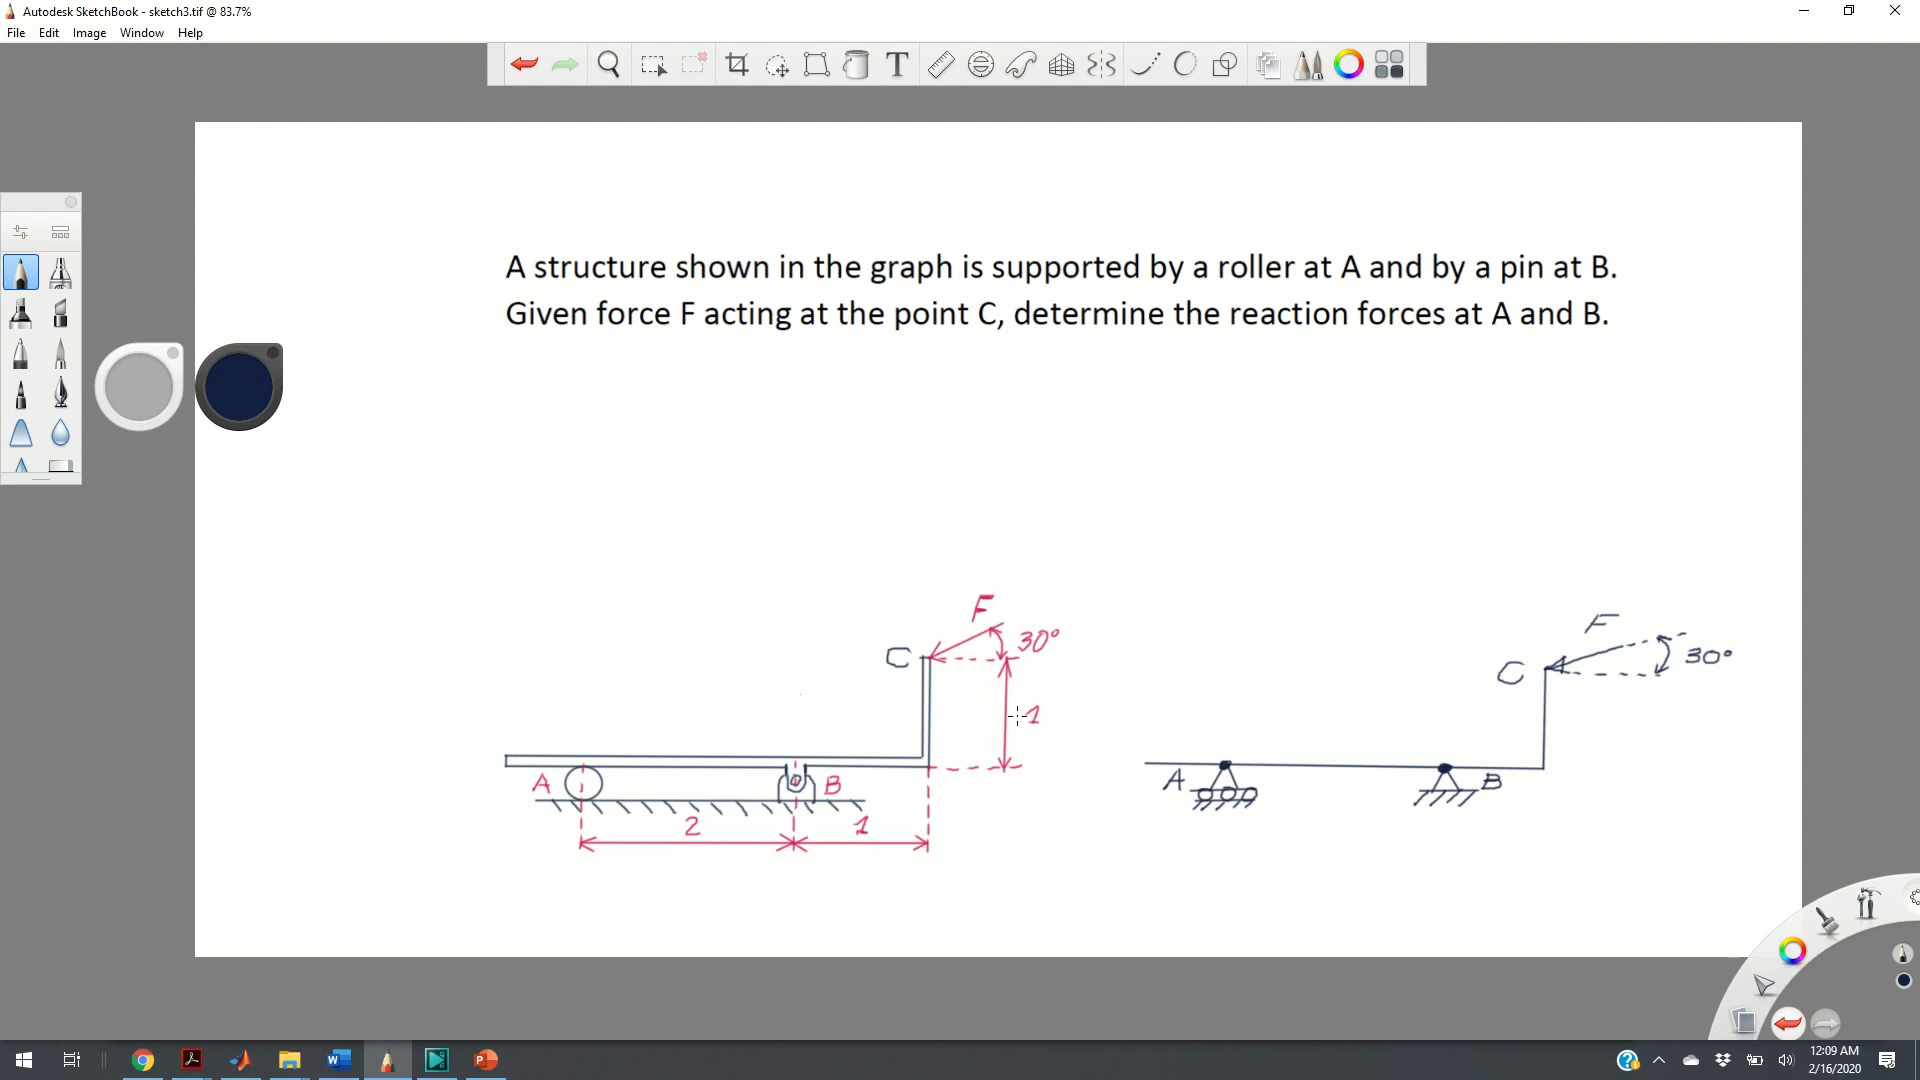 Autodesk SketchBook - sketch3.tif @ 83.7%
File Edit Image Window Help
T
A structure shown in the graph is supported by a roller at A and by a pin at B.
Given force F acting at the point C, determine the reaction forces at A and B.
F
30°
C
1
A
B
2
1
F
30°
C
A
B
12:09 AM
2/16/2020